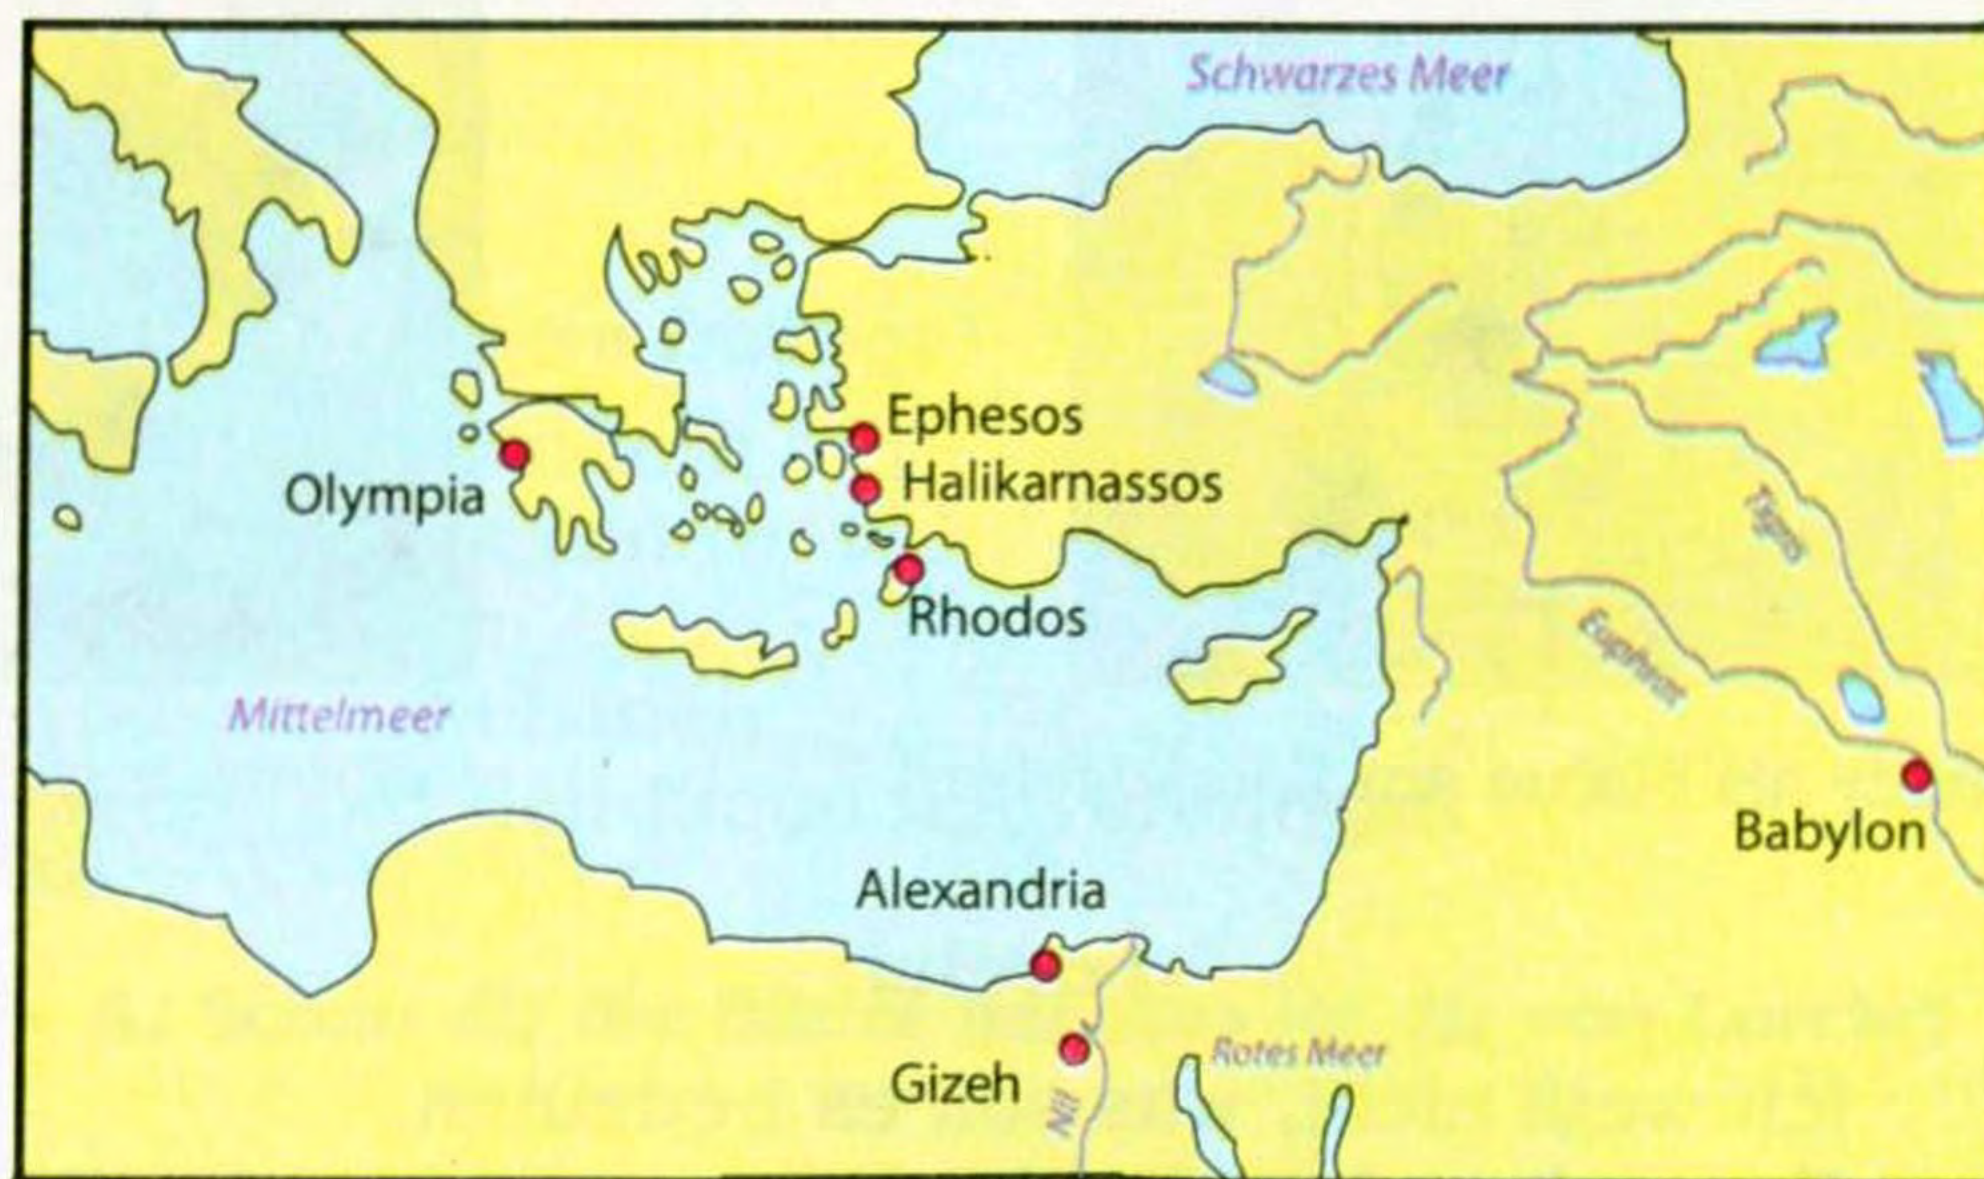 Schwarzes Meer
Ephesos
Halikarnassos
Olympia
Tigris
Rhodos
Euphrat
Mittelmeer
Babylon
Alexandria
Rotes Meer
Gizeh
Nil